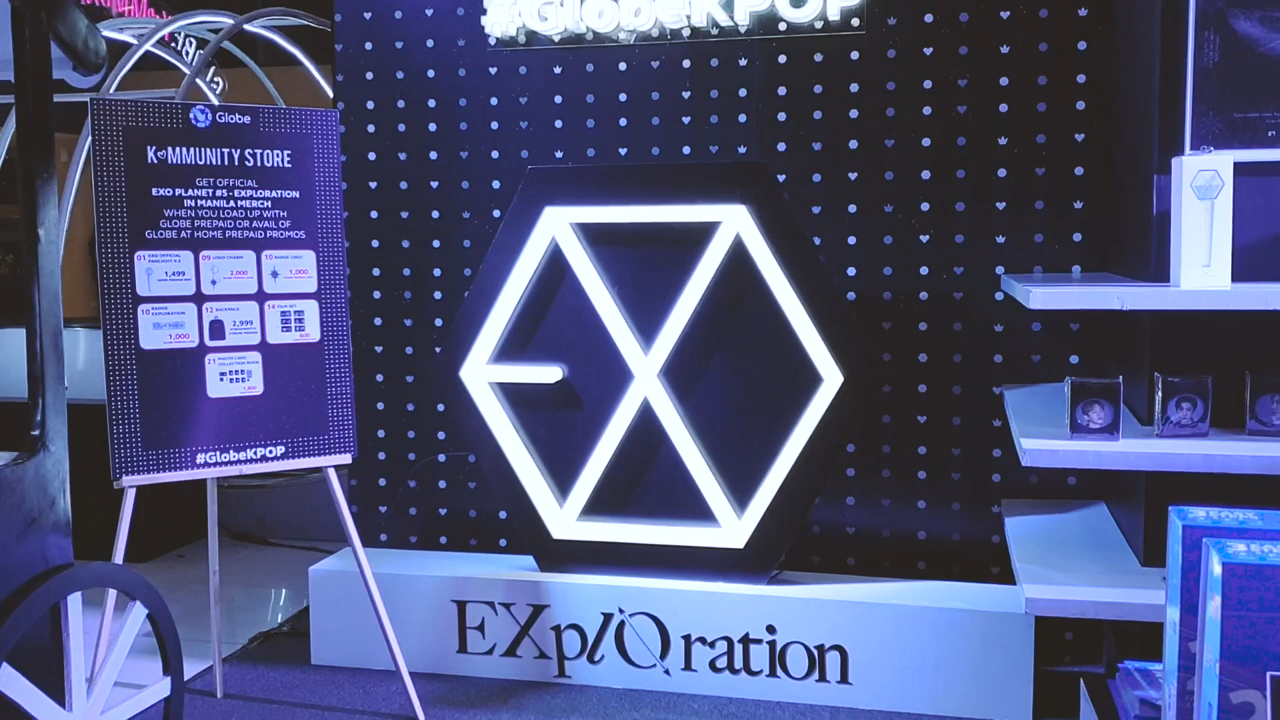 #GlobeKPOP
Globe
K♡MMUNITY STORE
GET OFFICIAL
EXO PLANET #5 - EXPLORATION
IN MANILA MERCH
WHEN YOU LOAD UP WITH
GLOBE PREPAID OR AVAIL OF
GLOBE AT HOME PREPAID PROMOS
01 EXO OFFICIAL
FANLIGHT V.2
1,499
09 LOGO CHARM
2,000
10 BADGE LOGO
1,000
10 BADGE
EXPLORATION
1,000
12 BACKPACK
2,999
14 FILM SET
600
21 PHOTO CARD
COLLECTION BOOK
#GlobeKPOP
EXplOration